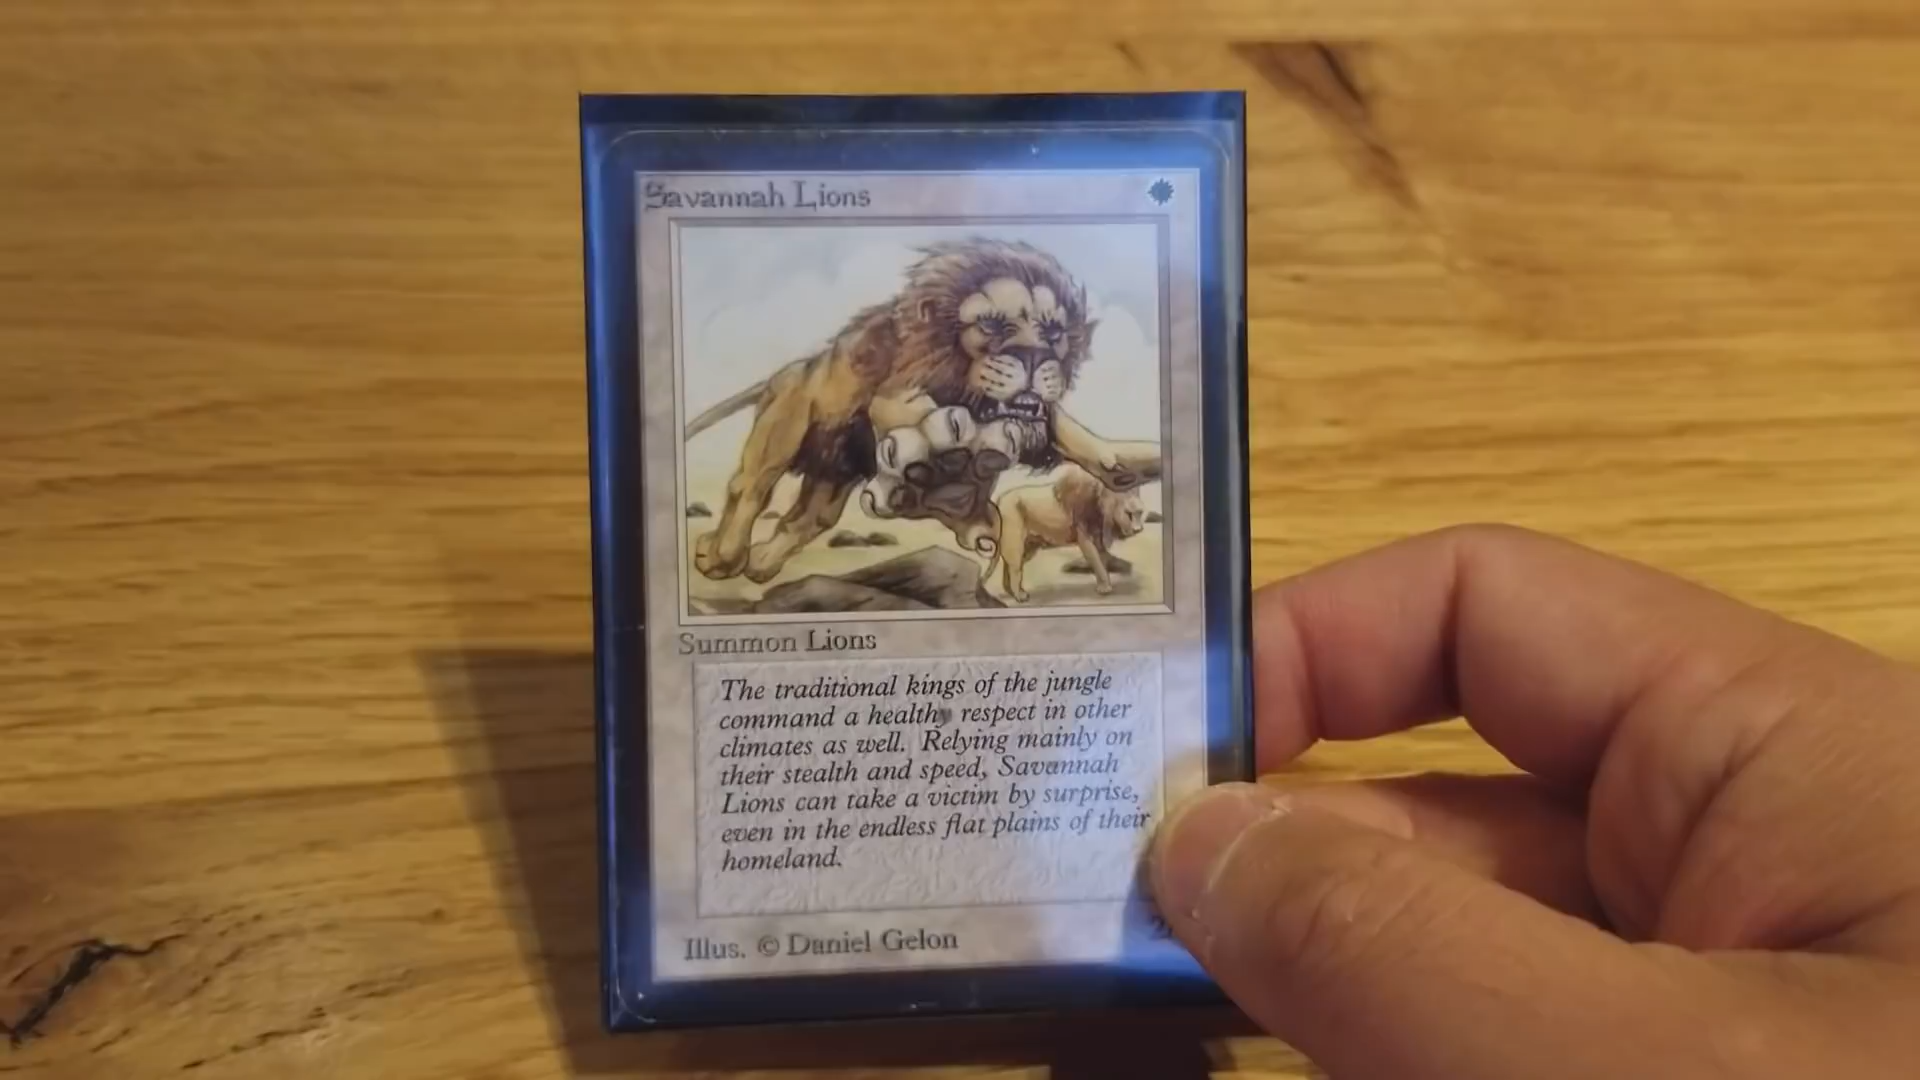 Savannah Lions
Summon Lions
The traditional kings of the jungle
command a healthy respect in other
climates as well. Relying mainly on
their stealth and speed, Savannah
Lions can take a victim by surprise,
even in the endless flat plains of their
homeland.
Illus. © Daniel Gelon